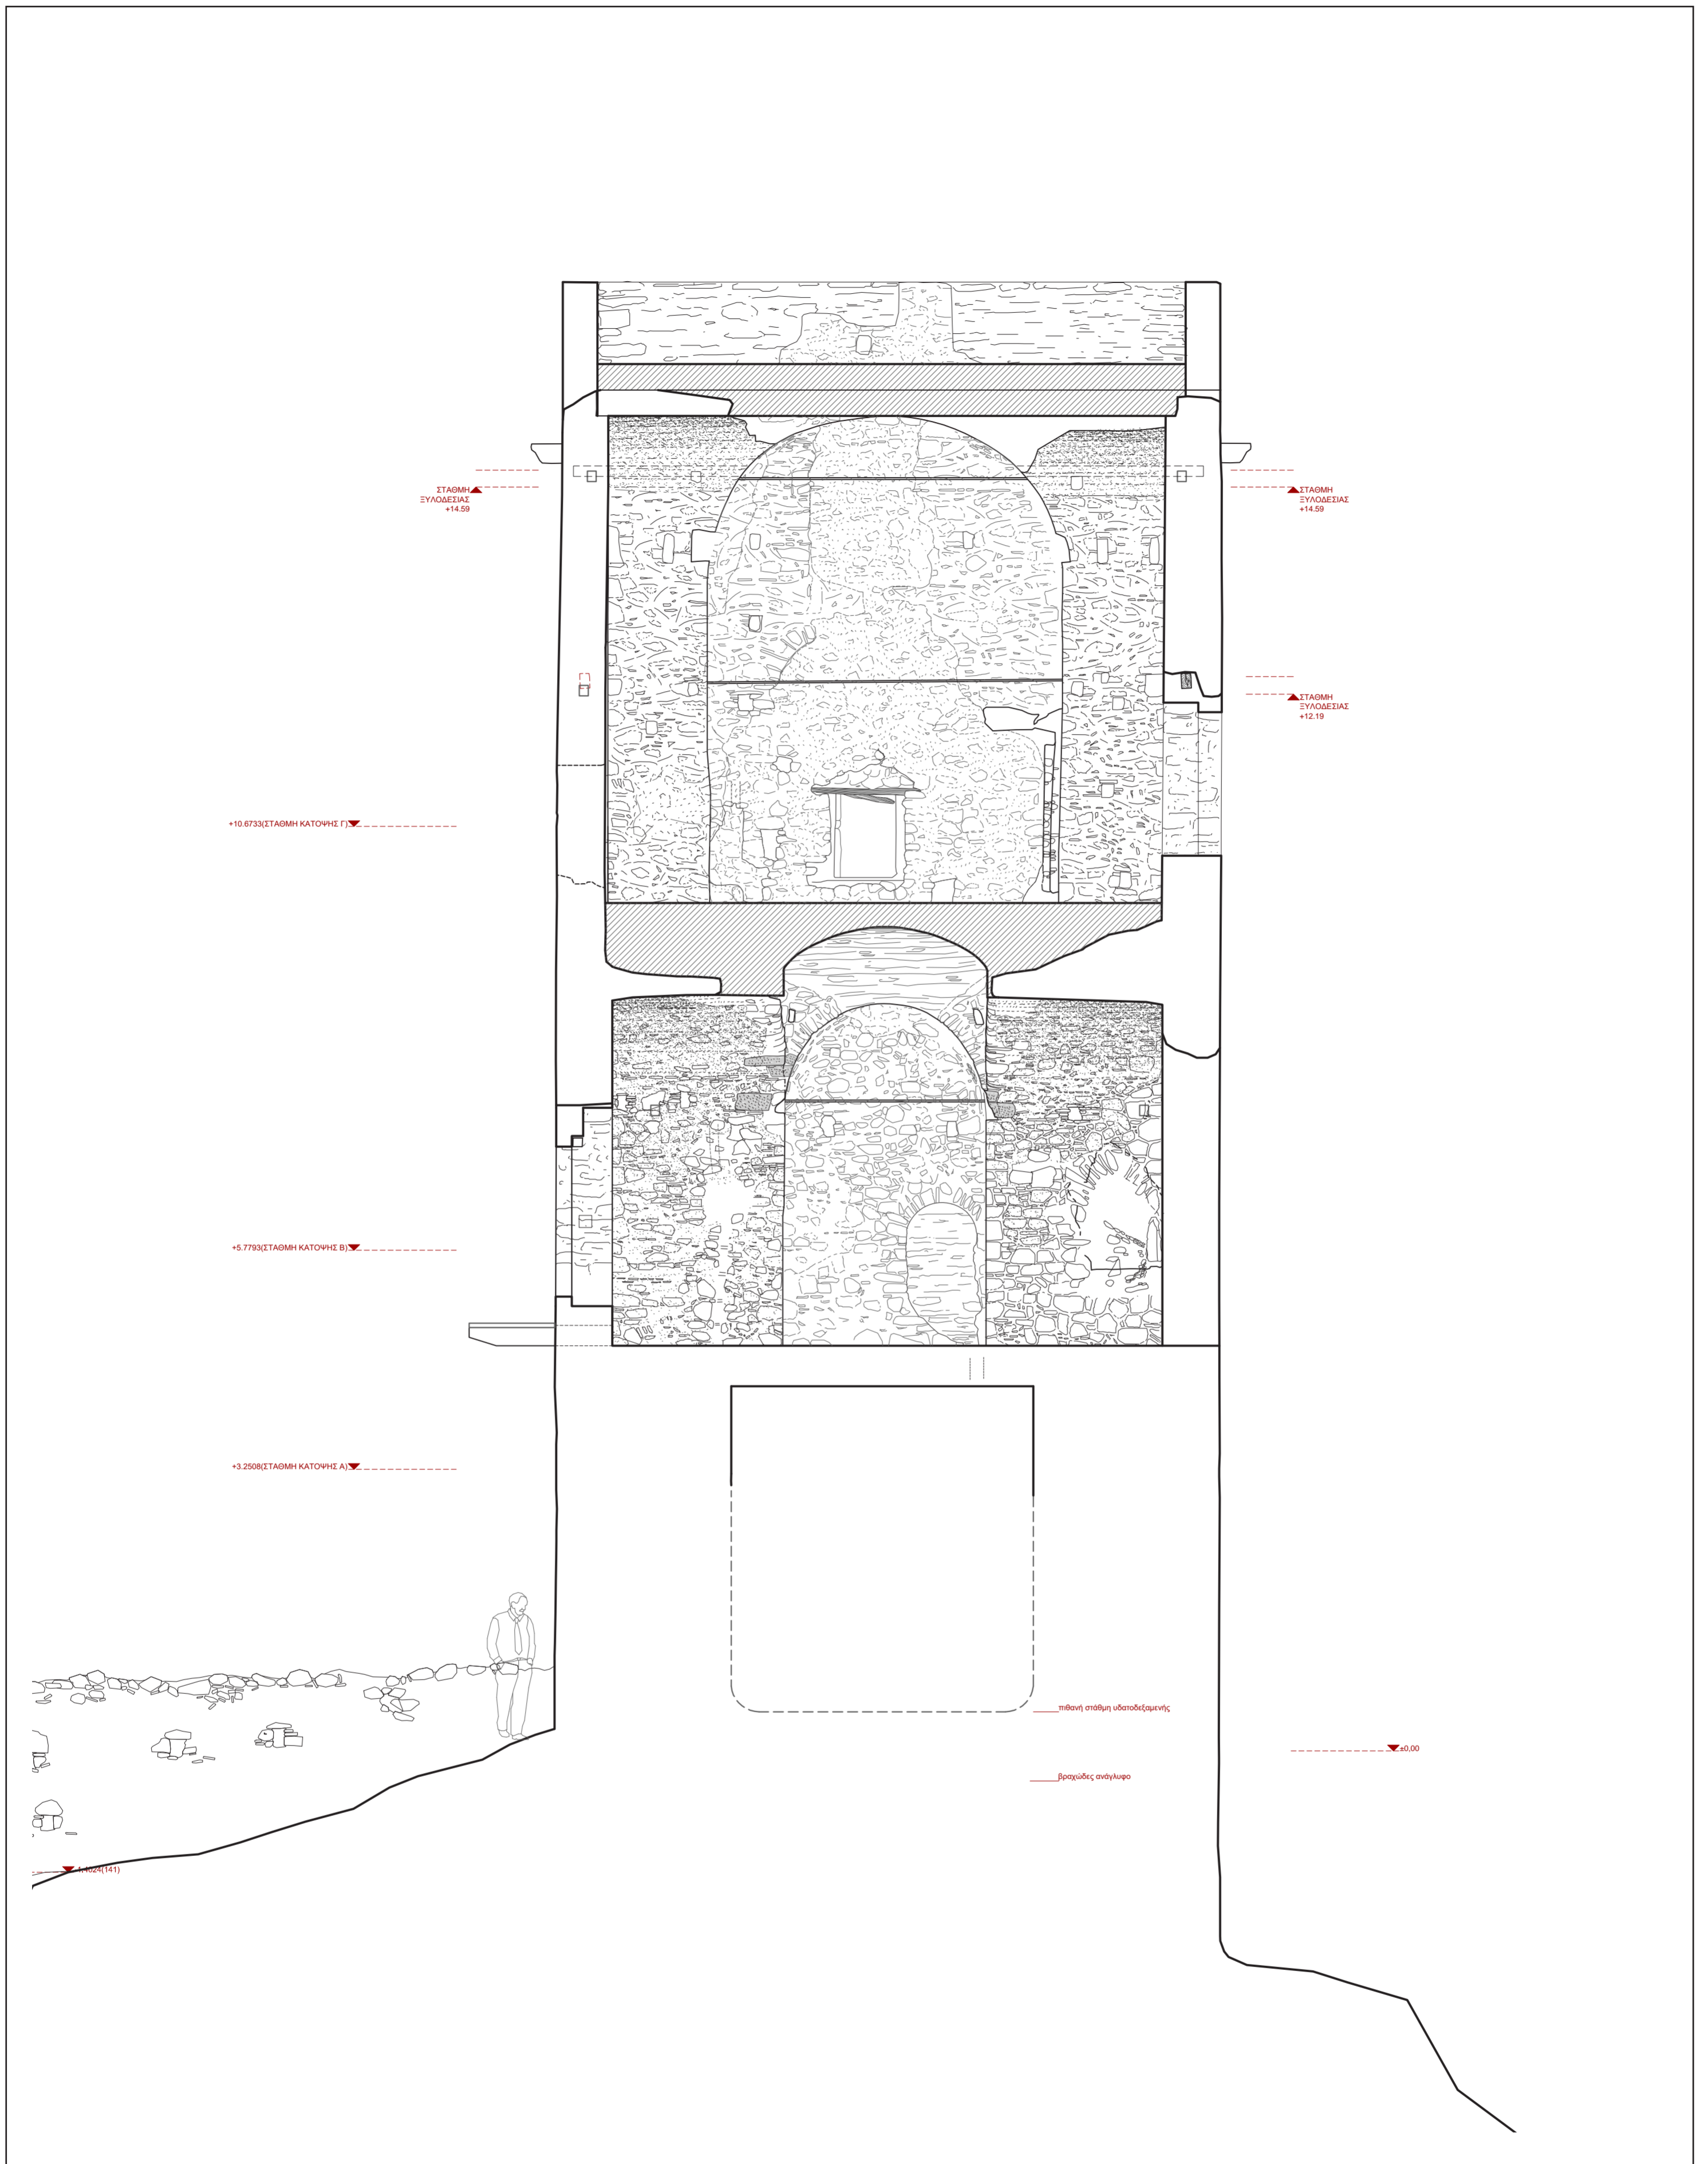 ΣΤΑΘΜΗ
ΞΥΛΟΔΕΣΙΑΣ
+14.59
ΣΤΑΘΜΗ
ΞΥΛΟΔΕΣΙΑΣ
+14.59
ΣΤΑΘΜΗ
ΞΥΛΟΔΕΣΙΑΣ
+12.19
+10.6733(ΣΤΑΘΜΗ ΚΑΤΟΨΗΣ Γ)
+5.7793(ΣΤΑΘΜΗ ΚΑΤΟΨΗΣ Β)
+3.2508(ΣΤΑΘΜΗ ΚΑΤΟΨΗΣ Α)
πιθανή στάθμη υδατοδεξαμενής
±0,00
βραχώδες ανάγλυφο